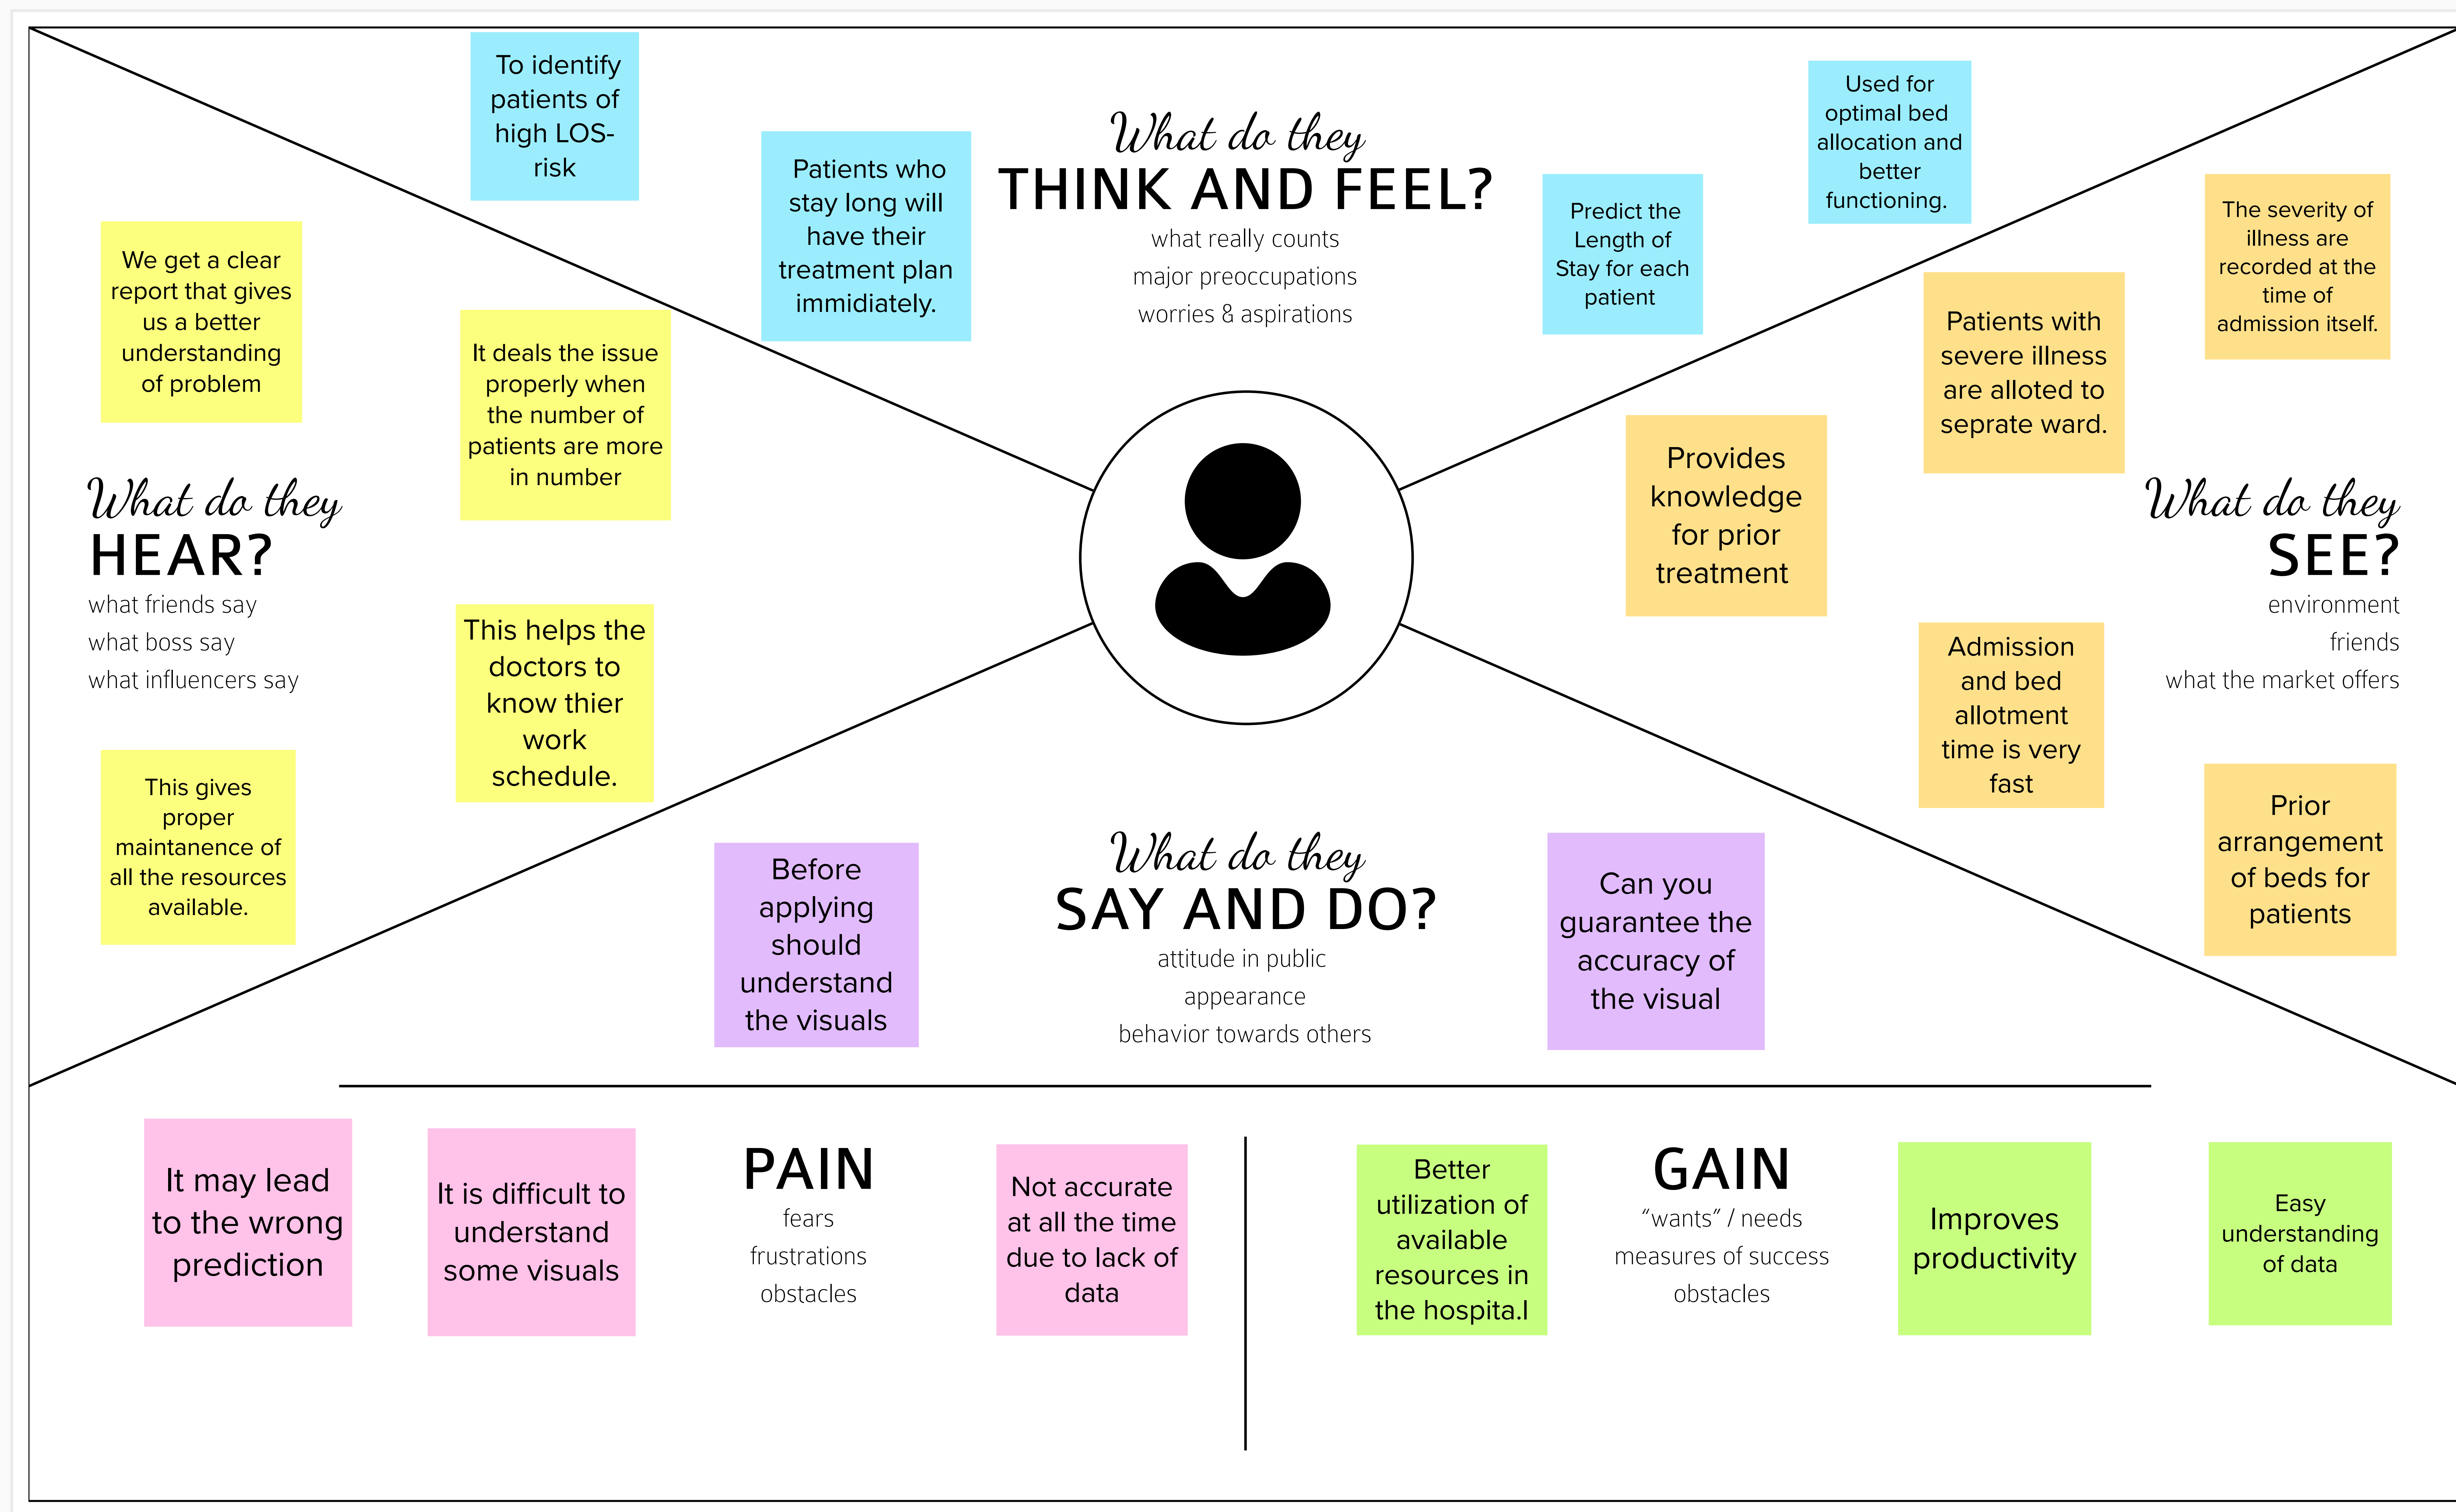 To identify
patients of
high LOS-
risk
Patients who
stay long will
have their
treatment plan
immidiately.
What do they
THINK AND FEEL?
what really counts
major preoccupations
worries & aspirations
Predict the
Length of
Stay for each
patient
Used for
optimal bed
allocation and
better
functioning.
We get a clear
report that gives
us a better
understanding
of problem
It deals the issue
properly when
the number of
patients are more
in number
What do they
HEAR?
what friends say
what boss say
what influencers say
This helps the
doctors to
know thier
work
schedule.
This gives
proper
maintanence of
all the resources
available.
The severity of
illness are
recorded at the
time of
admission itself.
Patients with
severe illness
are alloted to
seprate ward.
Provides
knowledge
for prior
treatment
What do they
SEE?
environment
friends
what the market offers
Admission
and bed
allotment
time is very
fast
Prior
arrangement
of beds for
patients
Before
applying
should
understand
the visuals
What do they
SAY AND DO?
attitude in public
appearance
behavior towards others
Can you
guarantee the
accuracy of
the visual
It may lead
to the wrong
prediction
It is difficult to
understand
some visuals
PAIN
fears
frustrations
obstacles
Not accurate
at all the time
due to lack of
data
Better
utilization of
available
resources in
the hospita.l
GAIN
“wants” / needs
measures of success
obstacles
Improves
productivity
Easy
understanding
of data